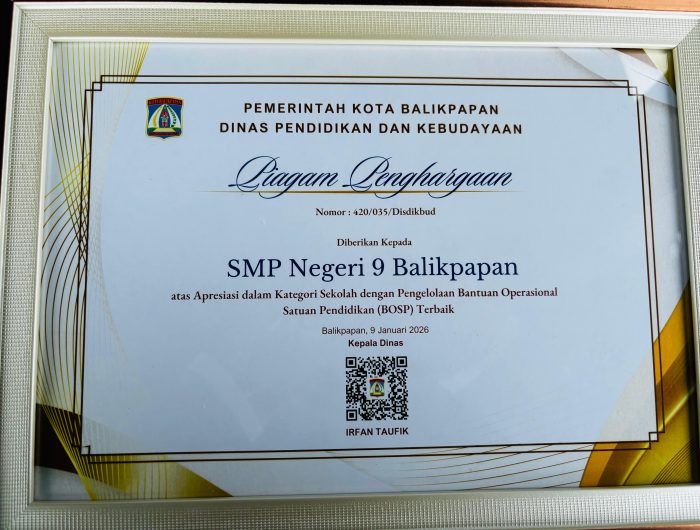 PEMERINTAH KOTA BALIKPAPAN
DINAS PENDIDIKAN DAN KEBUDAYAAN
Piagam Penghargaan
Nomor : 420/035/Disdikbud
Diberikan Kepada
SMP Negeri 9 Balikpapan
atas Apresiasi dalam Kategori Sekolah dengan Pengelolaan Bantuan Operasional
Satuan Pendidikan (BOSP) Terbaik
Balikpapan, 9 Januari 2026
Kepala Dinas
IRFAN TAUFIK